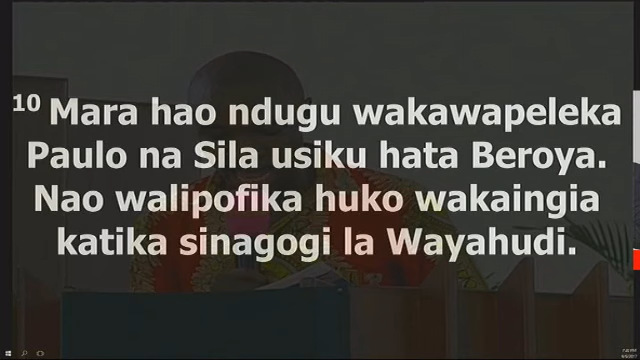 10 Mara hao ndugu wakawapeleka
Paulo na Sila usiku hata Beroya.
Nao walipofika huko wakaingia
katika sinagogi la Wayahudi.